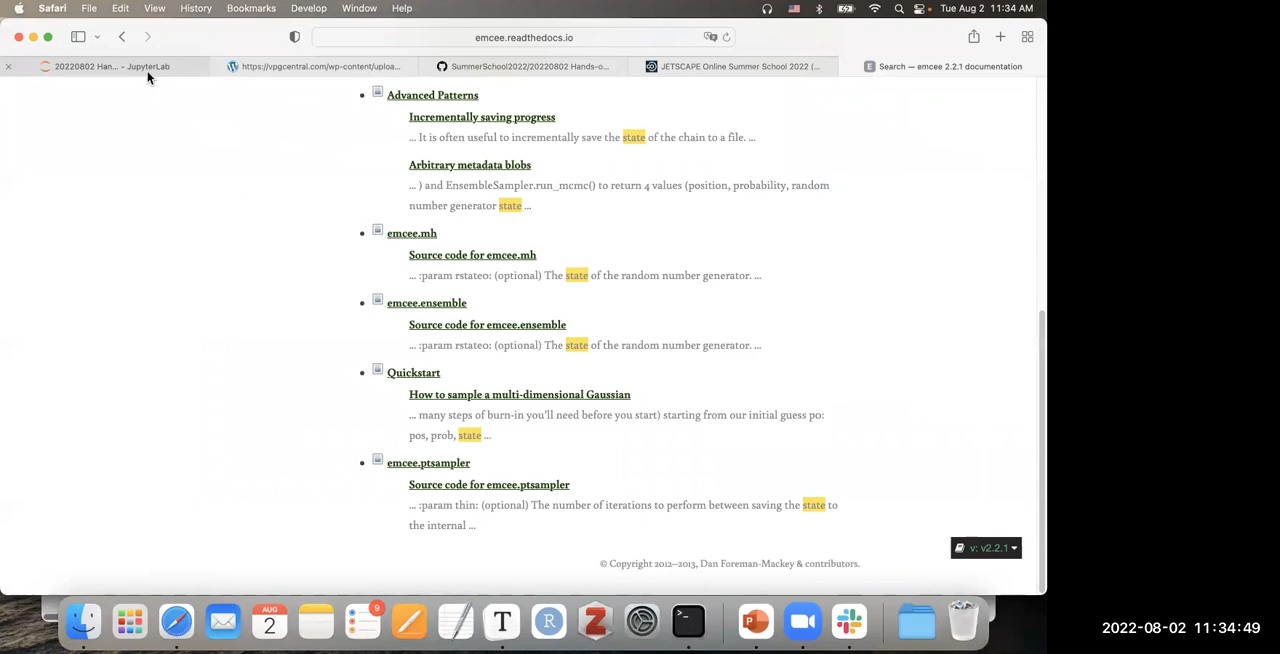 Safari File Edit View History Bookmarks Develop Window Help Tue Aug 2 11:34 AM
emcee.readthedocs.io
20220802 Han... - JupyterLab
https://vpgcentral.com/wp-content/uploa...
SummerSchool2022/20220802 Hands-o...
JETSCAPE Online Summer School 2022 (...
Search — emcee 2.2.1 documentation
Advanced Patterns
Incrementally saving progress
... It is often useful to incrementally save the state of the chain to a file. ...
Arbitrary metadata blobs
... ) and EnsembleSampler.run_mcmc() to return 4 values (position, probability, random
number generator state ...
emcee.mh
Source code for emcee.mh
... :param rstate0: (optional) The state of the random number generator. ...
emcee.ensemble
Source code for emcee.ensemble
... :param rstate0: (optional) The state of the random number generator. ...
Quickstart
How to sample a multi-dimensional Gaussian
... many steps of burn-in you'll need before you start) starting from our initial guess p0:
pos, prob, state ...
emcee.ptsampler
Source code for emcee.ptsampler
... :param thin: (optional) The number of iterations to perform between saving the state to
the internal ...
v: v2.2.1
© Copyright 2012–2013, Dan Foreman-Mackey & contributors.
AUG
2
9
T
R
Z
>_
P
2022-08-02 11:34:49